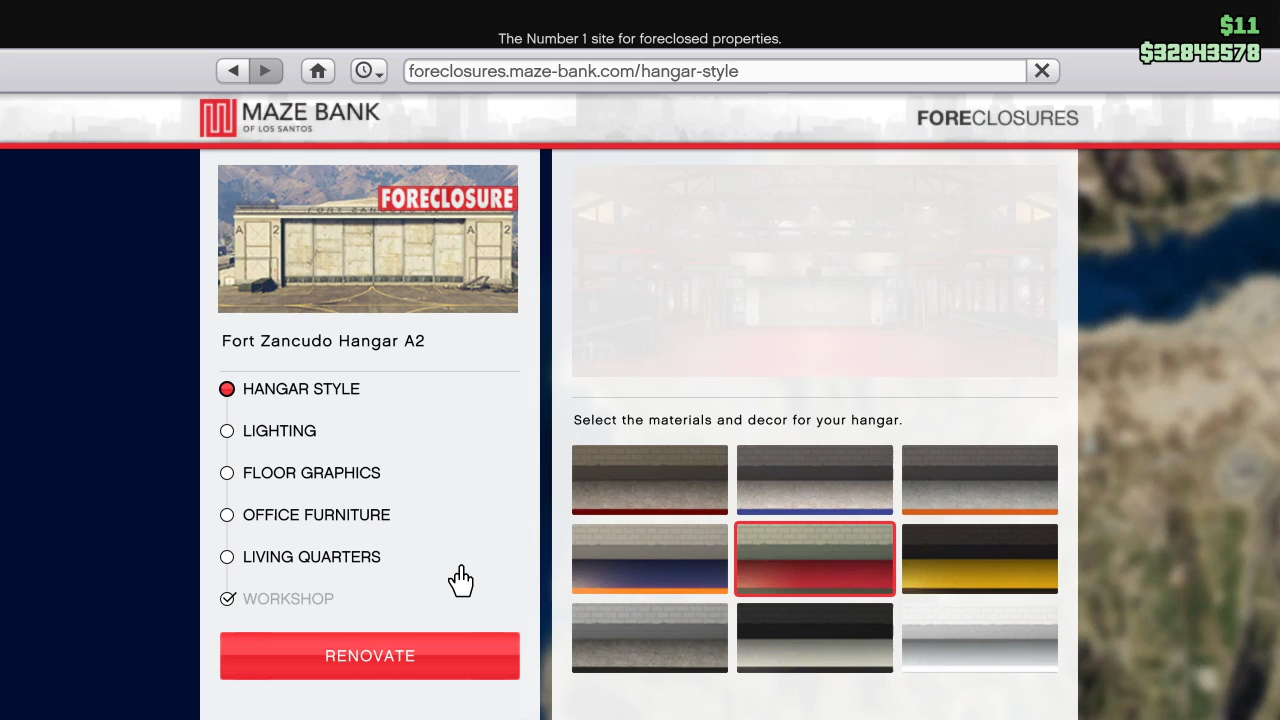 $11
The Number 1 site for foreclosed properties.
$32843578
foreclosures.maze-bank.com/hangar-style
MAZE BANK
OF LOS SANTOS
FORECLOSURES
FORECLOSURE
A 2
A 2
Fort Zancudo Hangar A2
HANGAR STYLE
LIGHTING
FLOOR GRAPHICS
OFFICE FURNITURE
LIVING QUARTERS
WORKSHOP
RENOVATE
Select the materials and decor for your hangar.